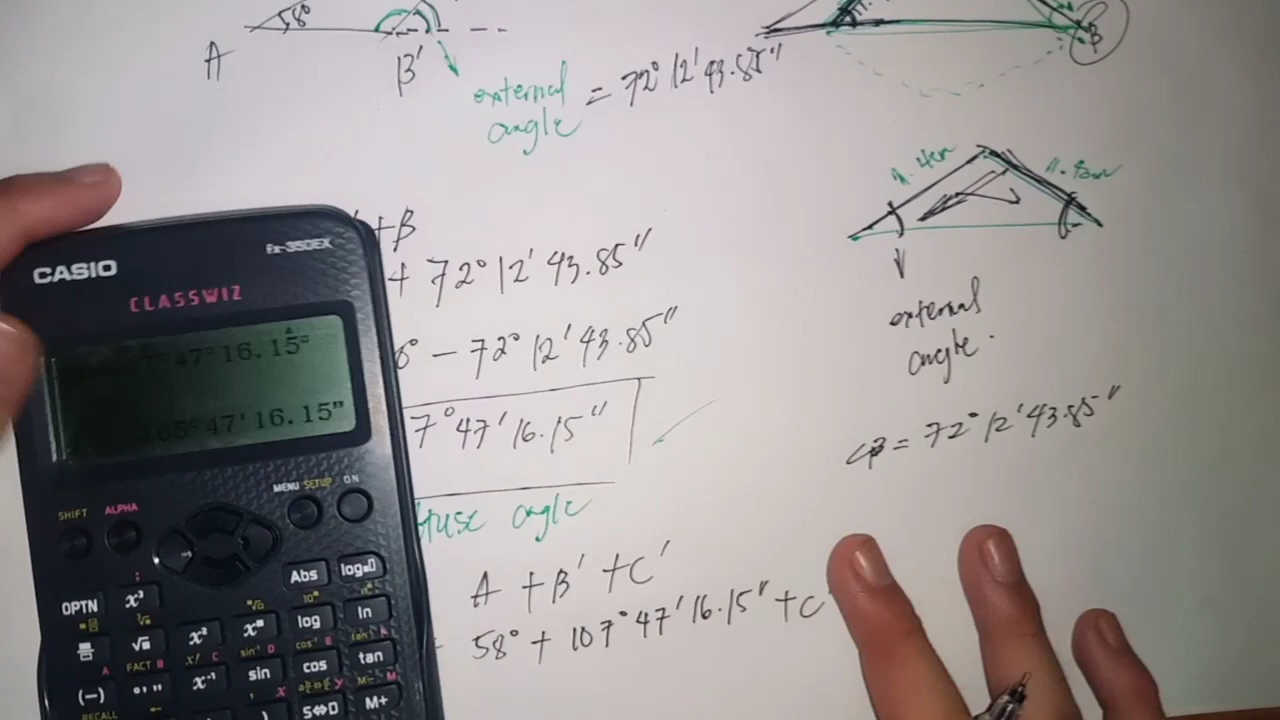 58°
A
B'
B
external
angle
= 72° 12' 43.85"
11.4cm
+ B
+ 72° 12' 43.85"
6° - 72° 12' 43.85"
7° 47' 16.15"
external
angle.
= 72° 12' 43.85"
angle
A + B' + C'
58° + 107° 47' 16.15" + C'
CASIO
fx-350EX
CLASSWIZ
7°47°16.15°
165°47'16.15"
MENU SETUP ON
SHIFT ALPHA
OPTN
Abs
log
ln
sin
cos
tan
FACT
(-)
S⇔D
M+
RECALL